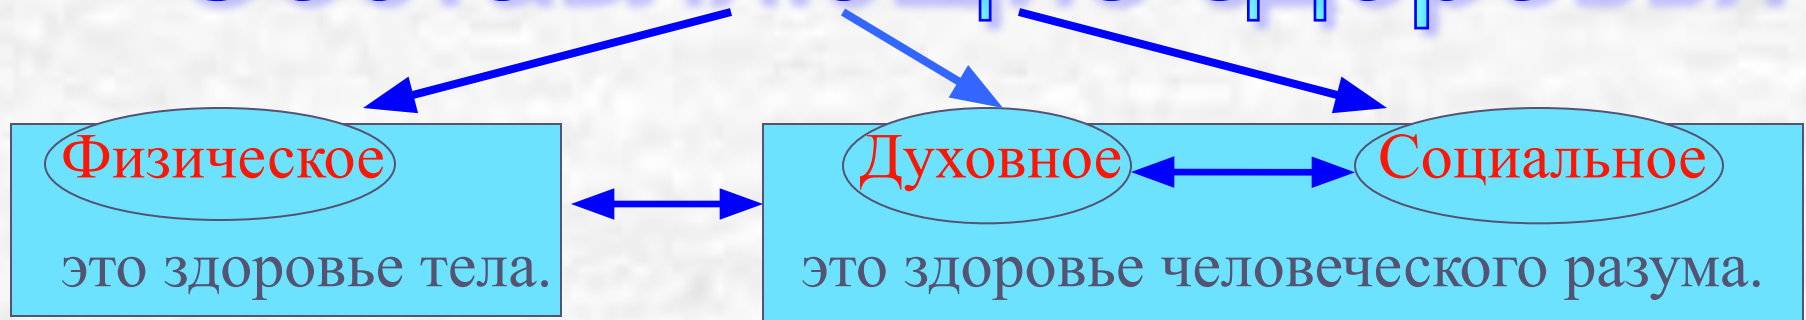 Физическое Духовное Социальное
это здоровье тела. это здоровье человеческого разума.